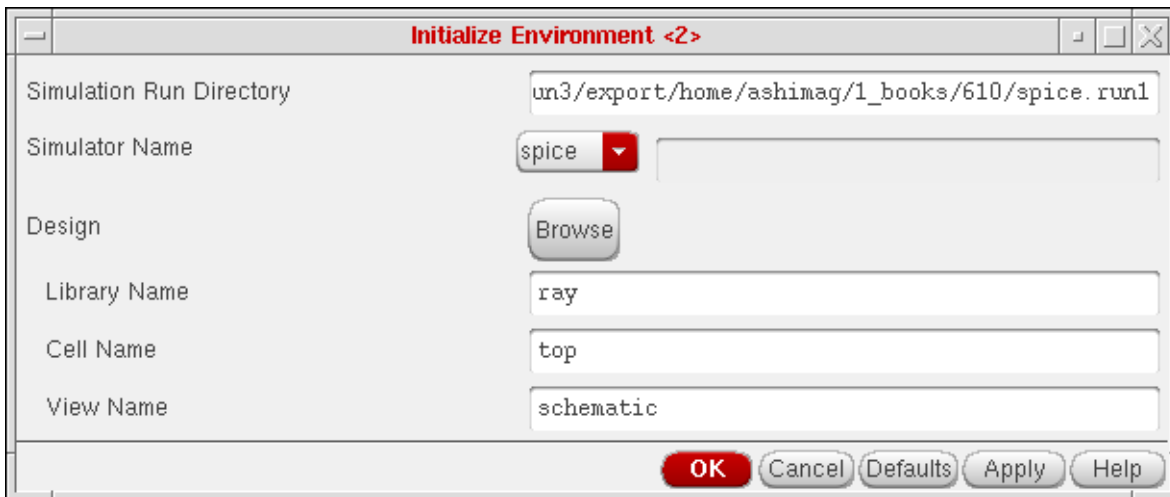 Initialize Environment <2>
Simulation Run Directory un3/export/home/ashimag/1_books/610/spice.run1
Simulator Name spice
Design Browse
Library Name ray
Cell Name top
View Name schematic
OK Cancel Defaults Apply Help